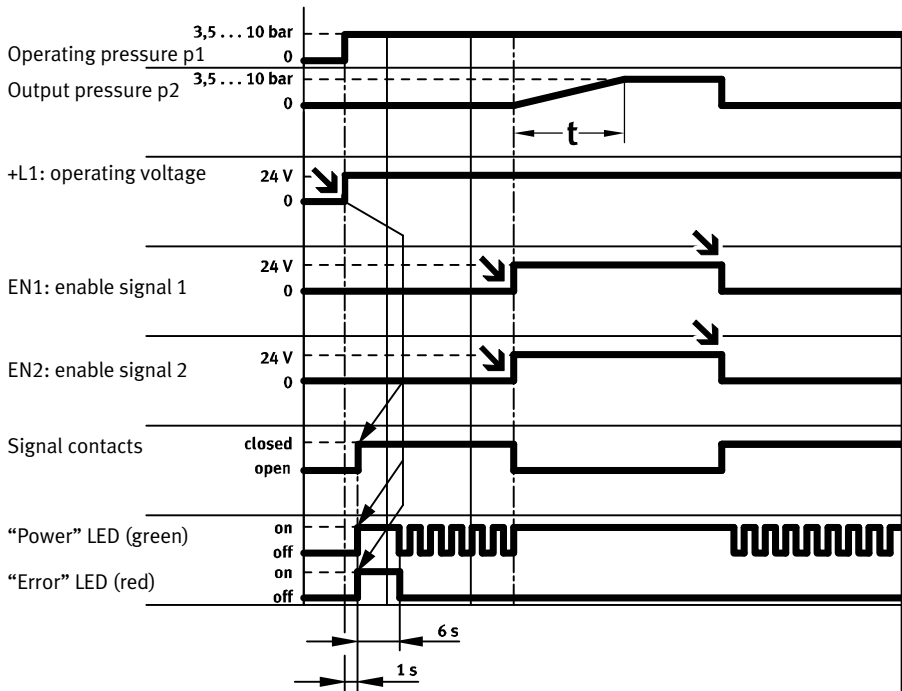 3,5 . . . 10 bar
Operating pressure p1
0
3,5 . . . 10 bar
Output pressure p2
0
t
+L1: operating voltage
24 V
0
24 V
EN1: enable signal 1
0
24 V
EN2: enable signal 2
0
Signal contacts
closed
open
“Power” LED (green)
on
off
“Error” LED (red)
on
off
6 s
1 s